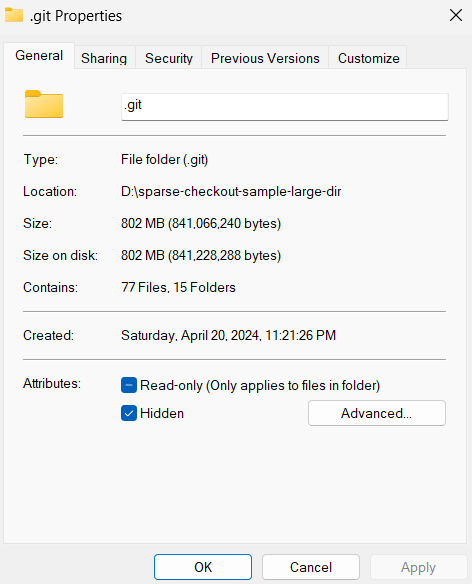 .git Properties
General Sharing Security Previous Versions Customize
.git
Type: File folder (.git)
Location: D:\sparse-checkout-sample-large-dir
Size: 802 MB (841,066,240 bytes)
Size on disk: 802 MB (841,228,288 bytes)
Contains: 77 Files, 15 Folders
Created: Saturday, April 20, 2024, 11:21:26 PM
Attributes: Read-only (Only applies to files in folder)
Hidden Advanced...
OK Cancel Apply